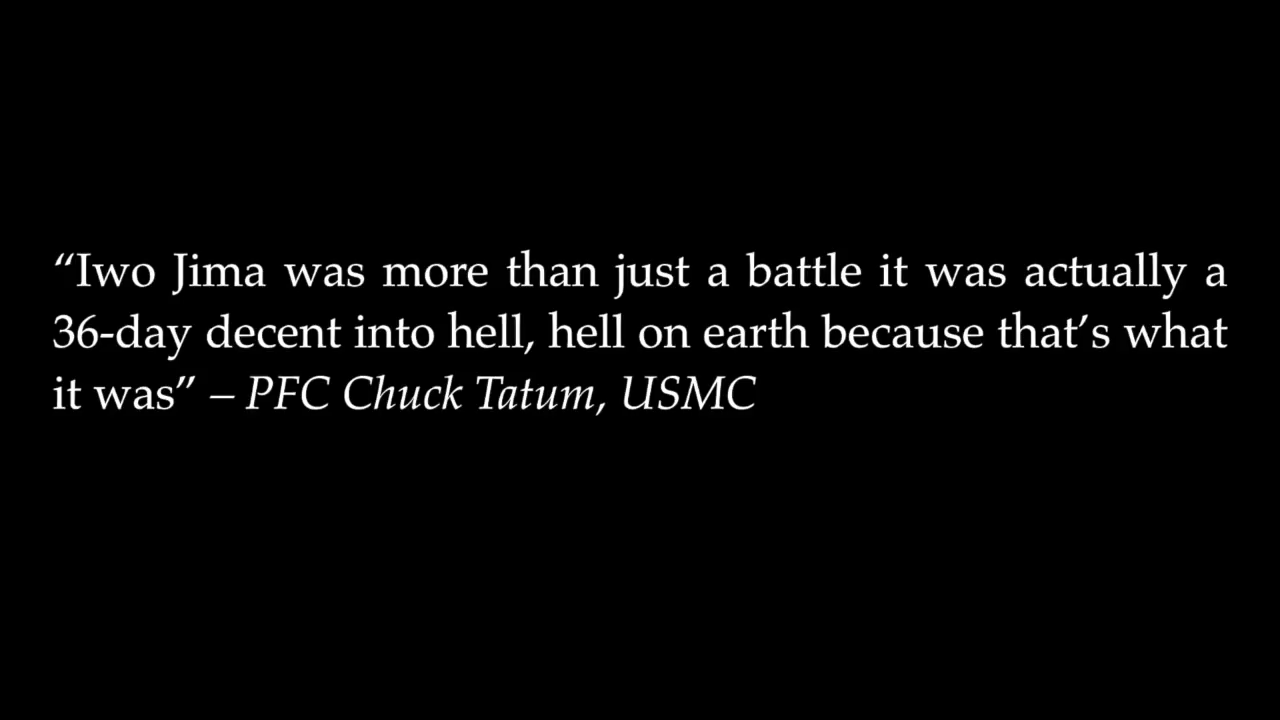 “Iwo Jima was more than just a battle it was actually a
36-day decent into hell, hell on earth because that’s what
it was” – PFC Chuck Tatum, USMC